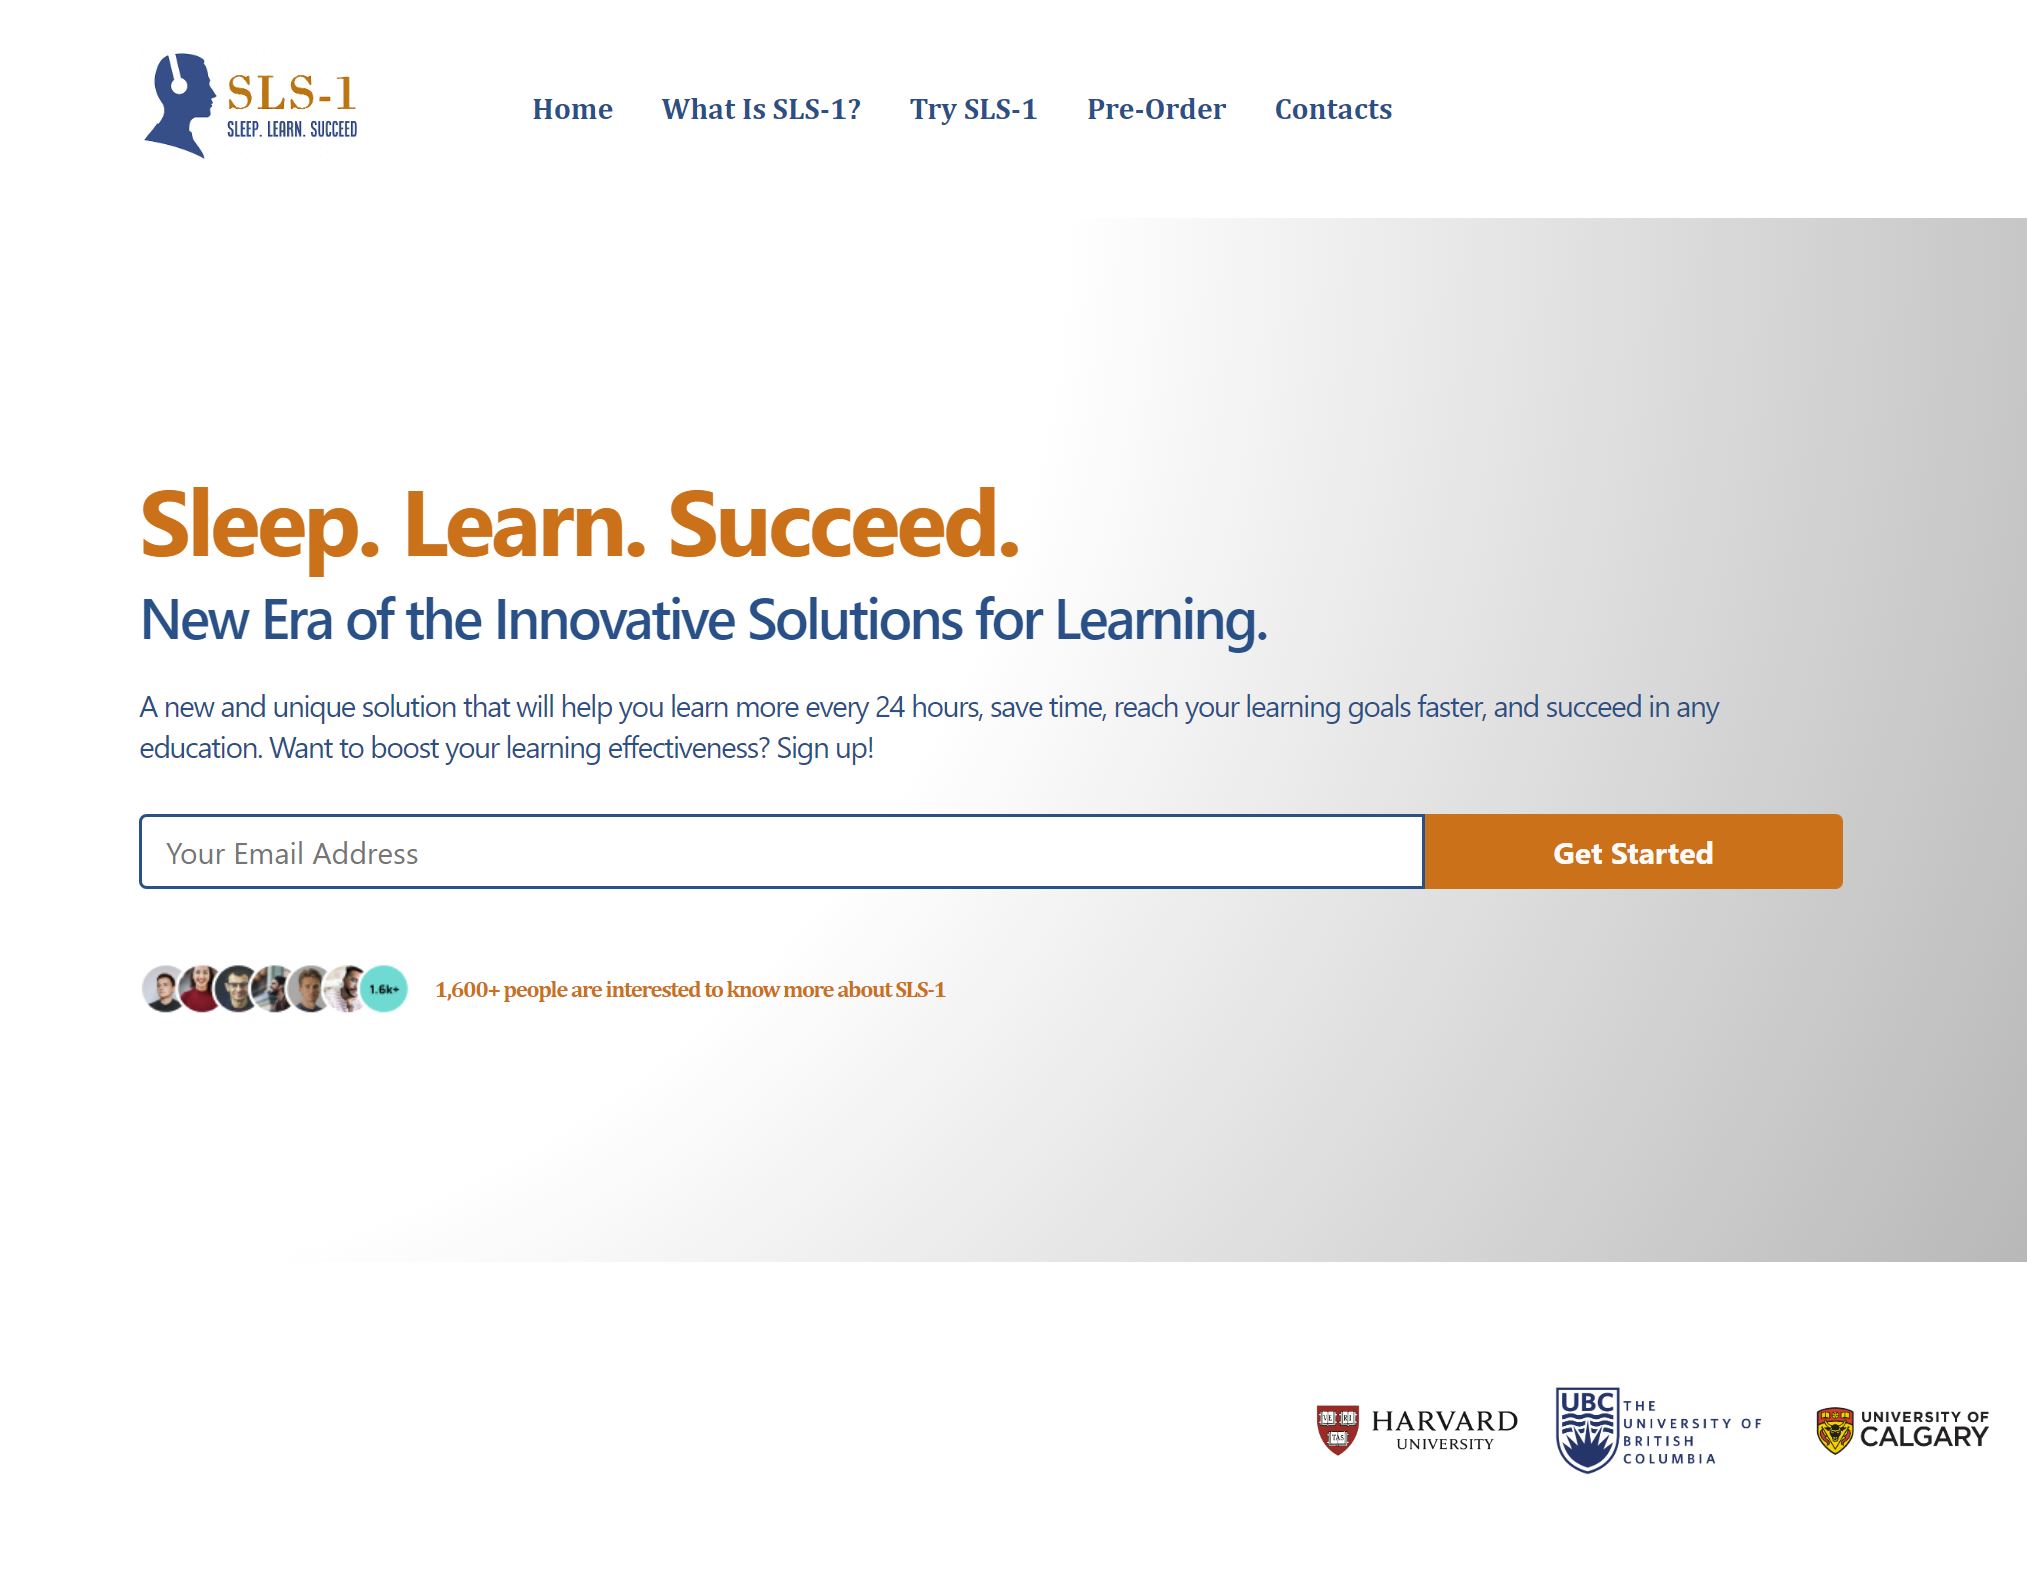 SLS-1
SLEEP. LEARN. SUCCEED
Home What Is SLS-1? Try SLS-1 Pre-Order Contacts
Sleep. Learn. Succeed.
New Era of the Innovative Solutions for Learning.
A new and unique solution that will help you learn more every 24 hours, save time, reach your learning goals faster, and succeed in any
education. Want to boost your learning effectiveness? Sign up!
Your Email Address
Get Started
1.6k+
1,600+ people are interested to know more about SLS-1
VE RI
TAS
HARVARD
UNIVERSITY
UBC
THE
UNIVERSITY OF
BRITISH
COLUMBIA
UNIVERSITY OF
CALGARY